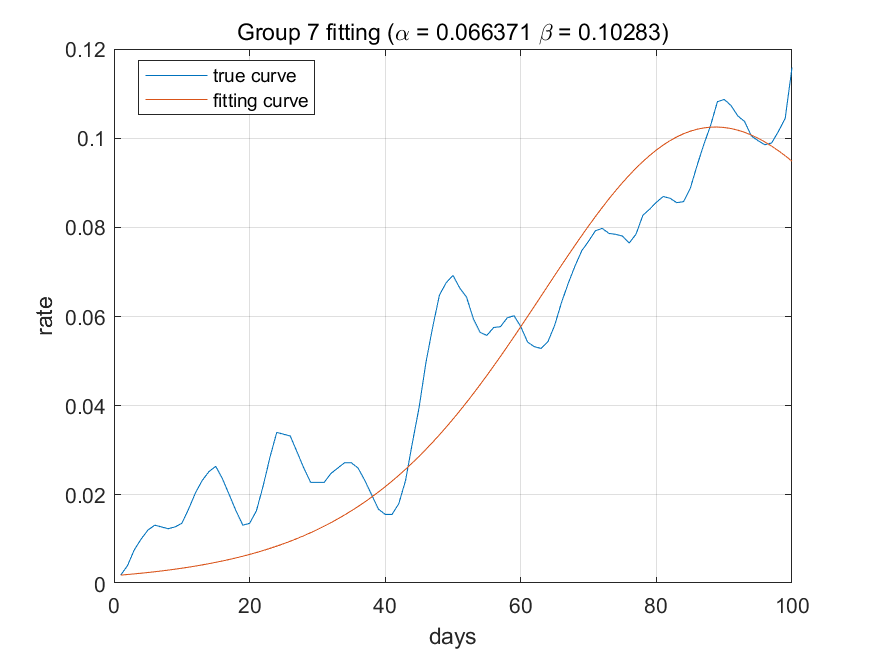 Group 7 fitting (α = 0.066371 β = 0.10283)
0.12
0.1
0.08
0.06
0.04
0.02
0
true curve
fitting curve
rate
0
20
40
60
80
100
days